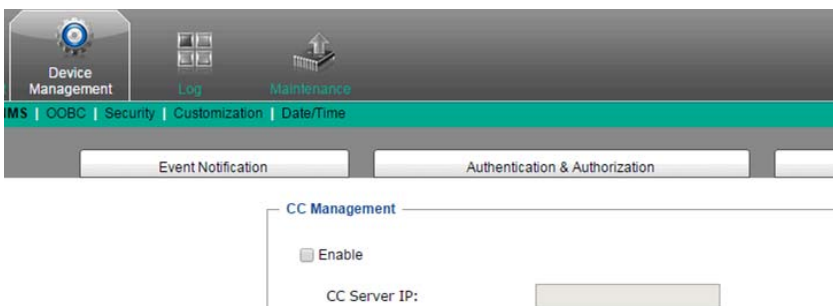 Device
Management
Log
Maintenance
MS | OOBC | Security | Customization | Date/Time
Event Notification
Authentication & Authorization
CC Management
Enable
CC Server IP: